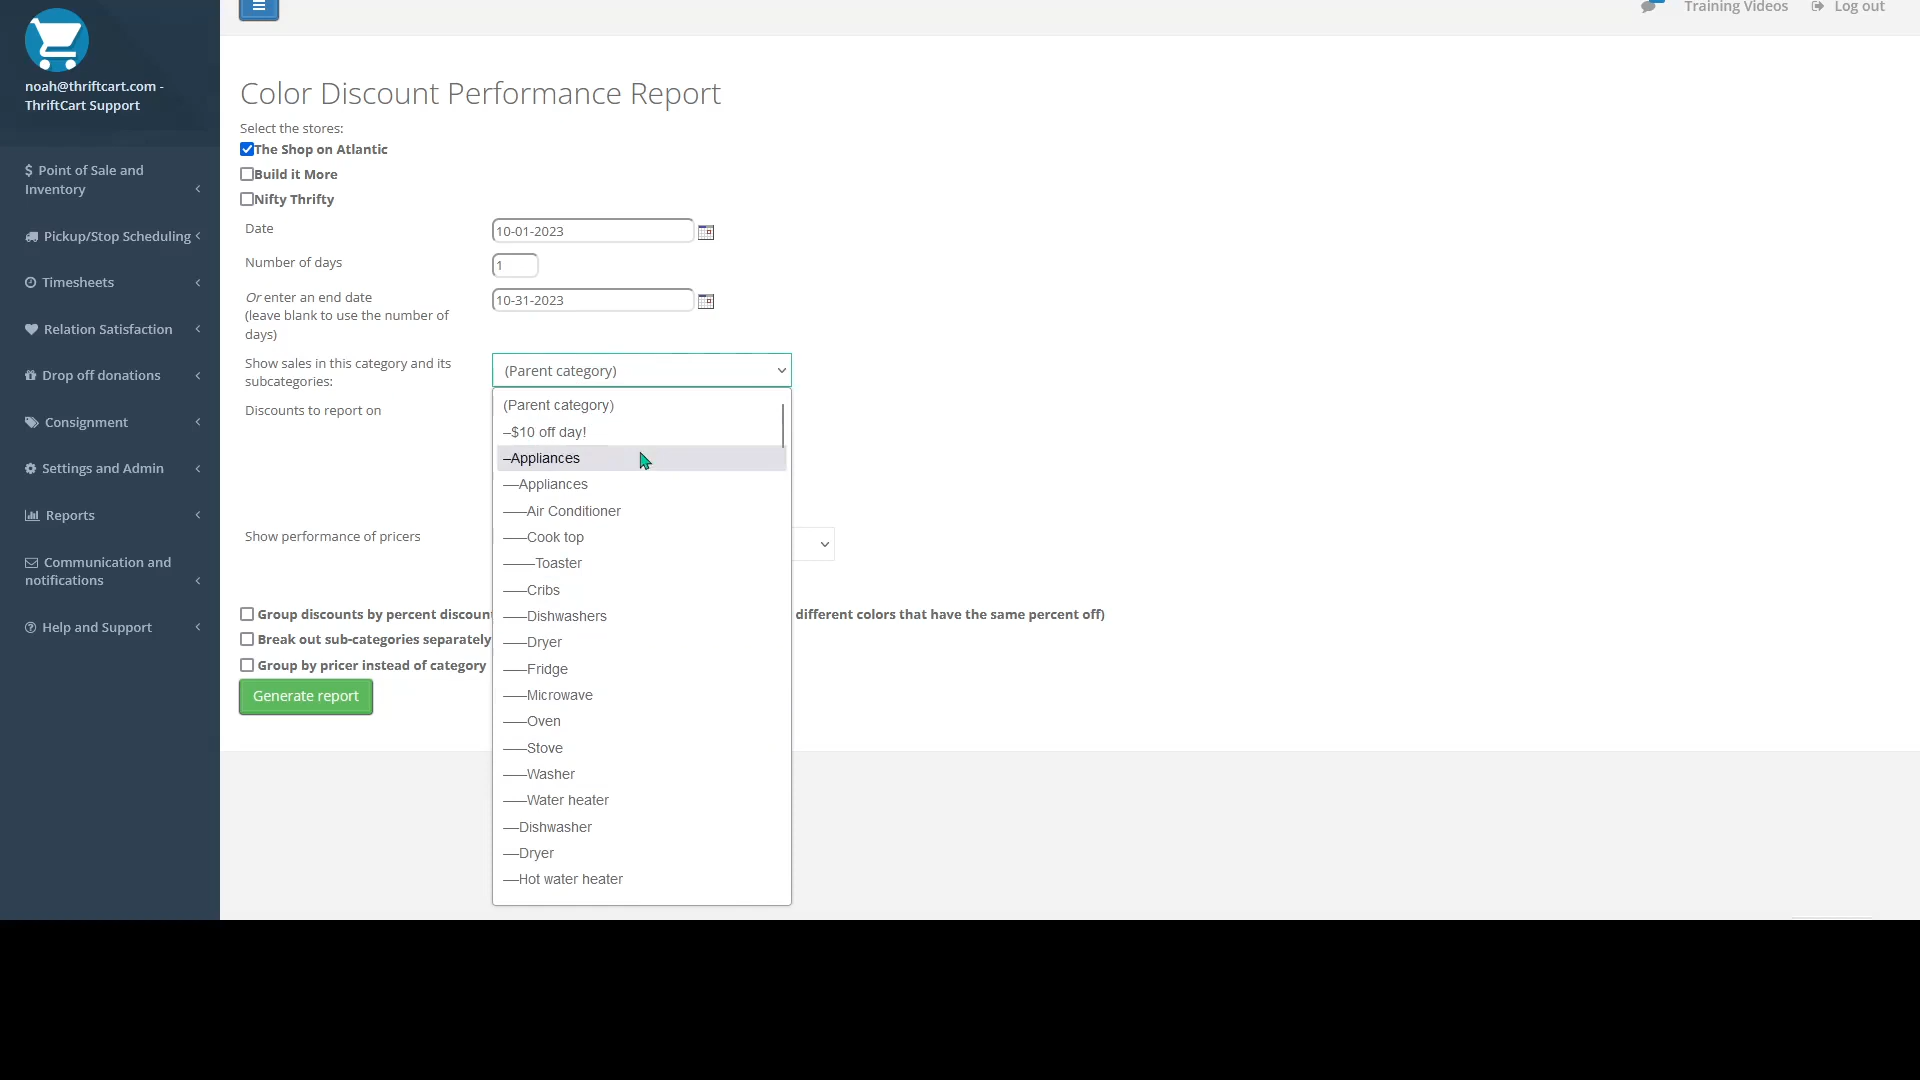 Training Videos
Log out
noah@thriftcart.com -
ThriftCart Support
$ Point of Sale and
Inventory
Pickup/Stop Scheduling
Timesheets
Relation Satisfaction
Drop off donations
Consignment
Settings and Admin
Reports
Communication and
notifications
Help and Support
Color Discount Performance Report
Select the stores:
The Shop on Atlantic
Build it More
Nifty Thrifty
Date
10-01-2023
Number of days
1
Or enter an end date
(leave blank to use the number of
days)
10-31-2023
Show sales in this category and its
subcategories:
(Parent category)
Discounts to report on
(Parent category)
–$10 off day!
–Appliances
––Appliances
–––Air Conditioner
–––Cook top
––––Toaster
–––Cribs
–––Dishwashers
–––Dryer
–––Fridge
–––Microwave
–––Oven
–––Stove
–––Washer
–––Water heater
––Dishwasher
––Dryer
––Hot water heater
Show performance of pricers
Group discounts by percent discount different colors that have the same percent off)
Break out sub-categories separately
Group by pricer instead of category
Generate report